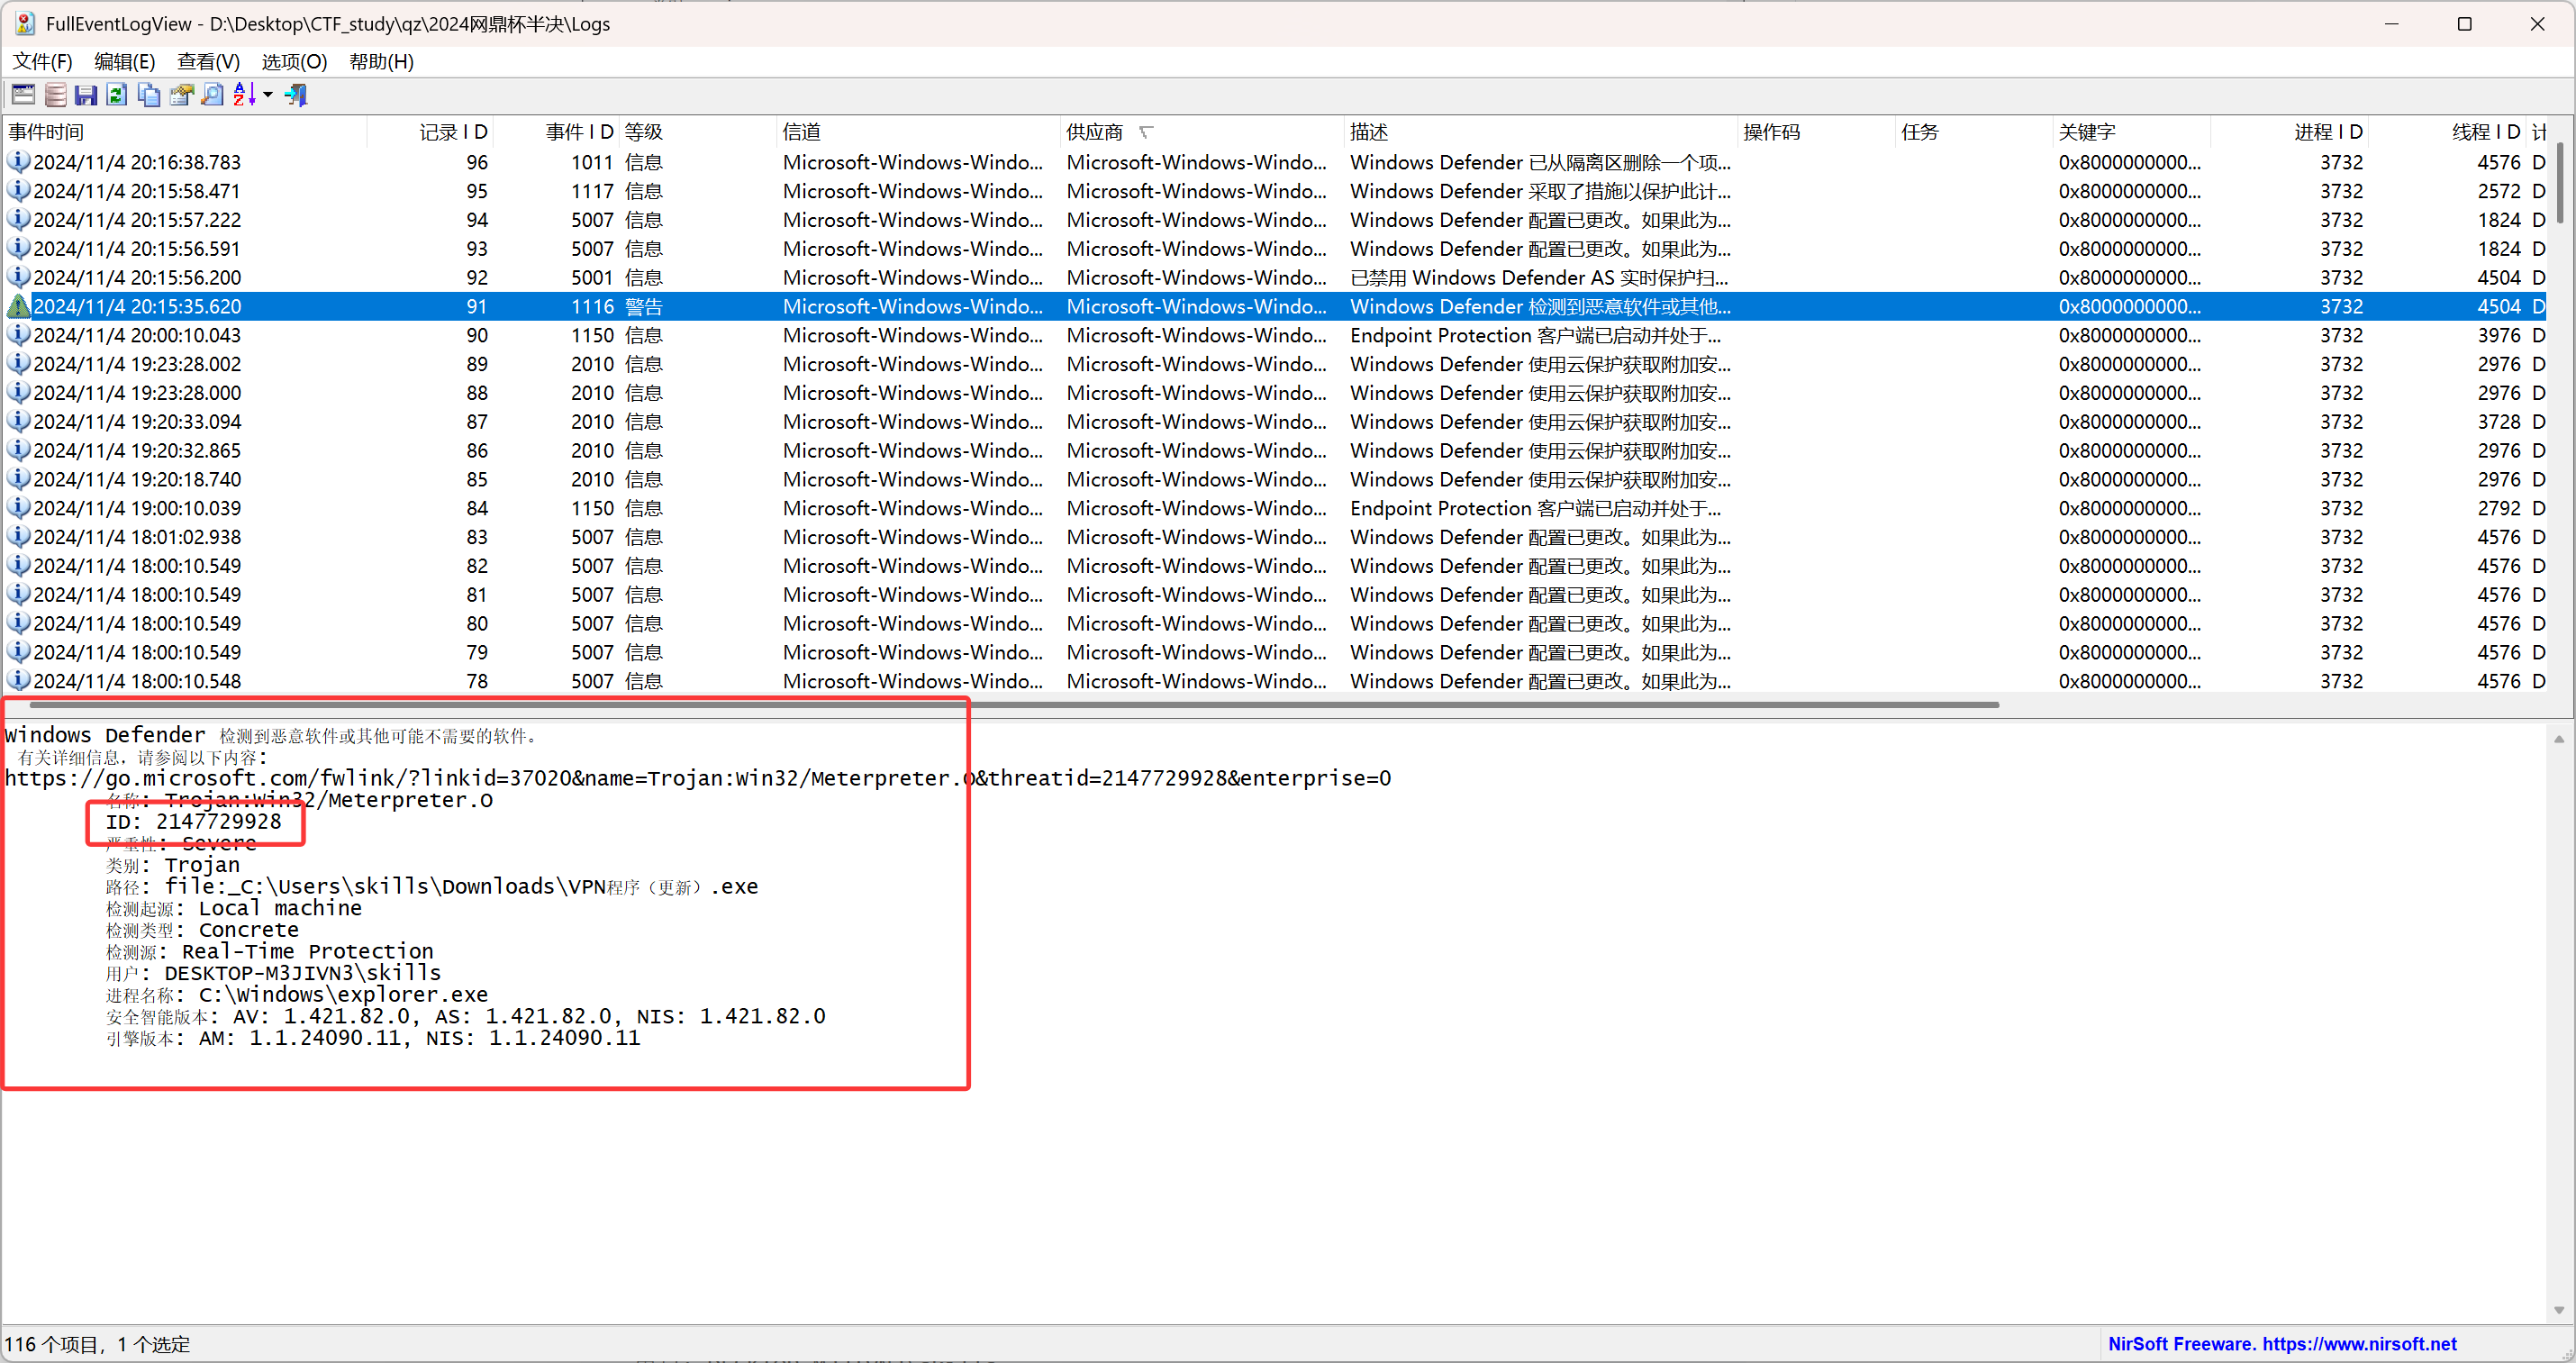 FullEventLogView - D:\Desktop\CTF_study\qz\2024网鼎杯半决\Logs
文件(F) 编辑(E) 查看(V) 选项(O) 帮助(H)
事件时间 记录 I D 事件 I D 等级 信道 供应商 描述 操作码 任务 关键字 进程 I D 线程 I D 计
2024/11/4 20:16:38.783 96 1011 信息 Microsoft-Windows-Windo... Microsoft-Windows-Windo... Windows Defender 已从隔离区删除一个项... 0x8000000000... 3732 4576 D
2024/11/4 20:15:58.471 95 1117 信息 Microsoft-Windows-Windo... Microsoft-Windows-Windo... Windows Defender 采取了措施以保护此计... 0x8000000000... 3732 2572 D
2024/11/4 20:15:57.222 94 5007 信息 Microsoft-Windows-Windo... Microsoft-Windows-Windo... Windows Defender 配置已更改。如果此为... 0x8000000000... 3732 1824 D
2024/11/4 20:15:56.591 93 5007 信息 Microsoft-Windows-Windo... Microsoft-Windows-Windo... Windows Defender 配置已更改。如果此为... 0x8000000000... 3732 1824 D
2024/11/4 20:15:56.200 92 5001 信息 Microsoft-Windows-Windo... Microsoft-Windows-Windo... 已禁用 Windows Defender AS 实时保护扫... 0x8000000000... 3732 4504 D
2024/11/4 20:15:35.620 91 1116 警告 Microsoft-Windows-Windo... Microsoft-Windows-Windo... Windows Defender 检测到恶意软件或其他... 0x8000000000... 3732 4504 D
2024/11/4 20:00:10.043 90 1150 信息 Microsoft-Windows-Windo... Microsoft-Windows-Windo... Endpoint Protection 客户端已启动并处于... 0x8000000000... 3732 3976 D
2024/11/4 19:23:28.002 89 2010 信息 Microsoft-Windows-Windo... Microsoft-Windows-Windo... Windows Defender 使用云保护获取附加安... 0x8000000000... 3732 2976 D
2024/11/4 19:23:28.000 88 2010 信息 Microsoft-Windows-Windo... Microsoft-Windows-Windo... Windows Defender 使用云保护获取附加安... 0x8000000000... 3732 2976 D
2024/11/4 19:20:33.094 87 2010 信息 Microsoft-Windows-Windo... Microsoft-Windows-Windo... Windows Defender 使用云保护获取附加安... 0x8000000000... 3732 3728 D
2024/11/4 19:20:32.865 86 2010 信息 Microsoft-Windows-Windo... Microsoft-Windows-Windo... Windows Defender 使用云保护获取附加安... 0x8000000000... 3732 2976 D
2024/11/4 19:20:18.740 85 2010 信息 Microsoft-Windows-Windo... Microsoft-Windows-Windo... Windows Defender 使用云保护获取附加安... 0x8000000000... 3732 2976 D
2024/11/4 19:00:10.039 84 1150 信息 Microsoft-Windows-Windo... Microsoft-Windows-Windo... Endpoint Protection 客户端已启动并处于... 0x8000000000... 3732 2792 D
2024/11/4 18:01:02.938 83 5007 信息 Microsoft-Windows-Windo... Microsoft-Windows-Windo... Windows Defender 配置已更改。如果此为... 0x8000000000... 3732 4576 D
2024/11/4 18:00:10.549 82 5007 信息 Microsoft-Windows-Windo... Microsoft-Windows-Windo... Windows Defender 配置已更改。如果此为... 0x8000000000... 3732 4576 D
2024/11/4 18:00:10.549 81 5007 信息 Microsoft-Windows-Windo... Microsoft-Windows-Windo... Windows Defender 配置已更改。如果此为... 0x8000000000... 3732 4576 D
2024/11/4 18:00:10.549 80 5007 信息 Microsoft-Windows-Windo... Microsoft-Windows-Windo... Windows Defender 配置已更改。如果此为... 0x8000000000... 3732 4576 D
2024/11/4 18:00:10.549 79 5007 信息 Microsoft-Windows-Windo... Microsoft-Windows-Windo... Windows Defender 配置已更改。如果此为... 0x8000000000... 3732 4576 D
2024/11/4 18:00:10.548 78 5007 信息 Microsoft-Windows-Windo... Microsoft-Windows-Windo... Windows Defender 配置已更改。如果此为... 0x8000000000... 3732 4576 D
Windows Defender 检测到恶意软件或其他可能不需要的软件。
有关详细信息，请参阅以下内容:
https://go.microsoft.com/fwlink/?linkid=37020&name=Trojan:Win32/Meterpreter.O&threatid=2147729928&enterprise=0
名称: Trojan:Win32/Meterpreter.O
ID: 2147729928
严重性: Severe
类别: Trojan
路径: file:_C:\Users\skills\Downloads\VPN程序（更新）.exe
检测起源: Local machine
检测类型: Concrete
检测源: Real-Time Protection
用户: DESKTOP-M3JIVN3\skills
进程名称: C:\Windows\explorer.exe
安全智能版本: AV: 1.421.82.0, AS: 1.421.82.0, NIS: 1.421.82.0
引擎版本: AM: 1.1.24090.11, NIS: 1.1.24090.11
116 个项目，1 个选定 NirSoft Freeware. https://www.nirsoft.net